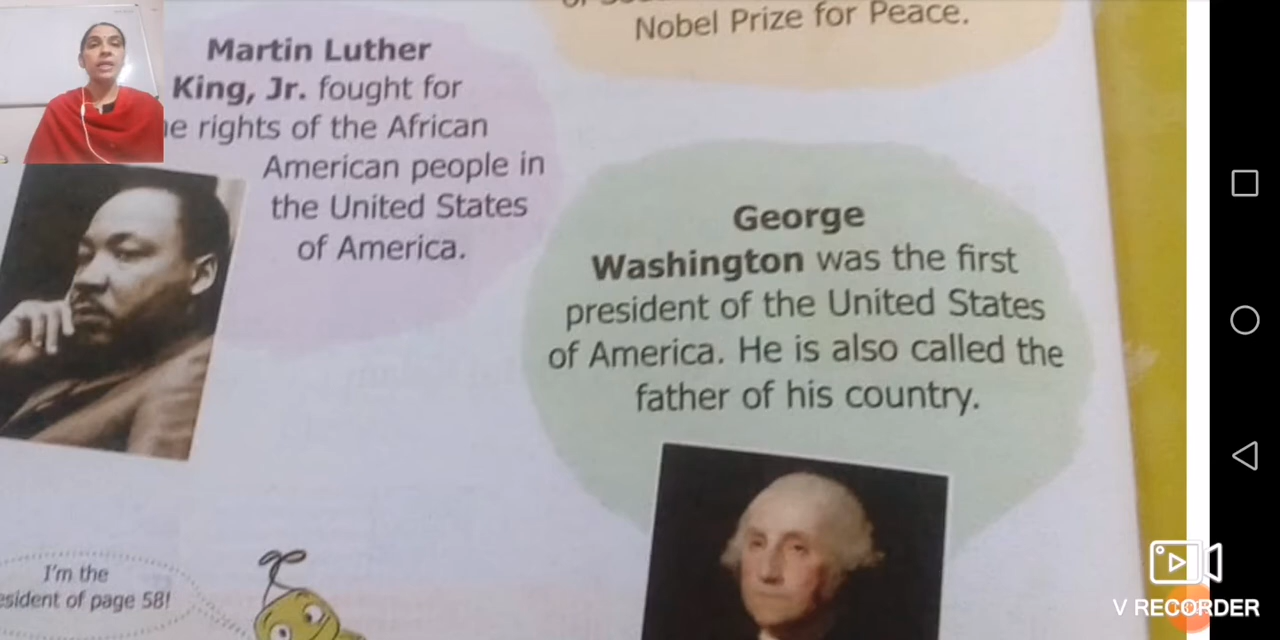 Nobel Prize for Peace.
Martin Luther
King, Jr. fought for
rights of the African
American people in
the United States
of America.
George
Washington was the first
president of the United States
of America. He is also called the
father of his country.
I'm the
of page 58!
V RECORDER